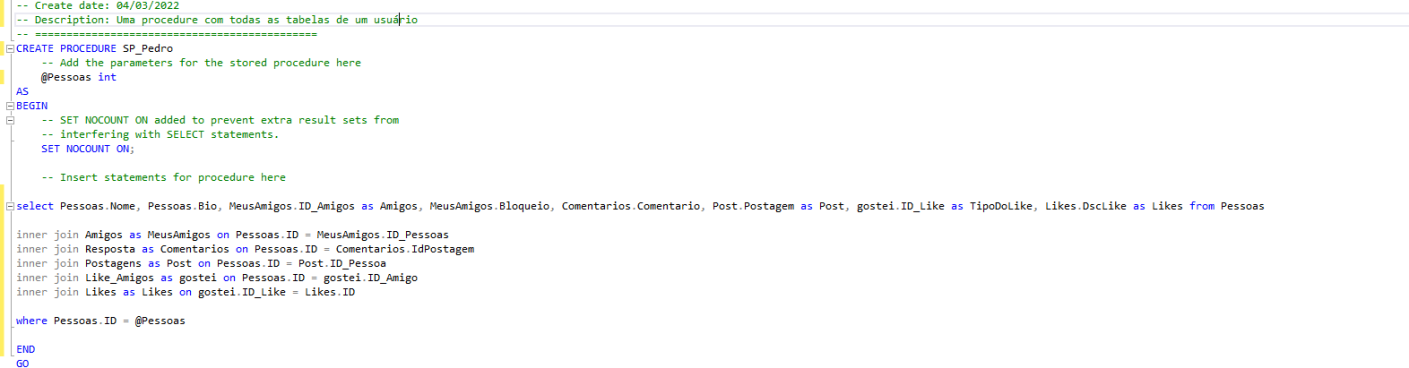 -- Create date: 04/03/2022
-- Description: Uma procedure com todas as tabelas de um usuário
-- =============================================
CREATE PROCEDURE SP_Pedro
-- Add the parameters for the stored procedure here
@Pessoas int
AS
BEGIN
-- SET NOCOUNT ON added to prevent extra result sets from
-- interfering with SELECT statements.
SET NOCOUNT ON;
-- Insert statements for procedure here
select Pessoas.Nome, Pessoas.Bio, MeusAmigos.ID_Amigos as Amigos, MeusAmigos.Bloqueio, Comentarios.Comentario, Post.Postagem as Post, gostei.ID_Like as TipoDoLike, Likes.DscLike as Likes from Pessoas
inner join Amigos as MeusAmigos on Pessoas.ID = MeusAmigos.ID_Pessoas
inner join Resposta as Comentarios on Pessoas.ID = Comentarios.IdPostagem
inner join Postagens as Post on Pessoas.ID = Post.ID_Pessoa
inner join Like_Amigos as gostei on Pessoas.ID = gostei.ID_Amigo
inner join Likes as Likes on gostei.ID_Like = Likes.ID
where Pessoas.ID = @Pessoas
END
GO